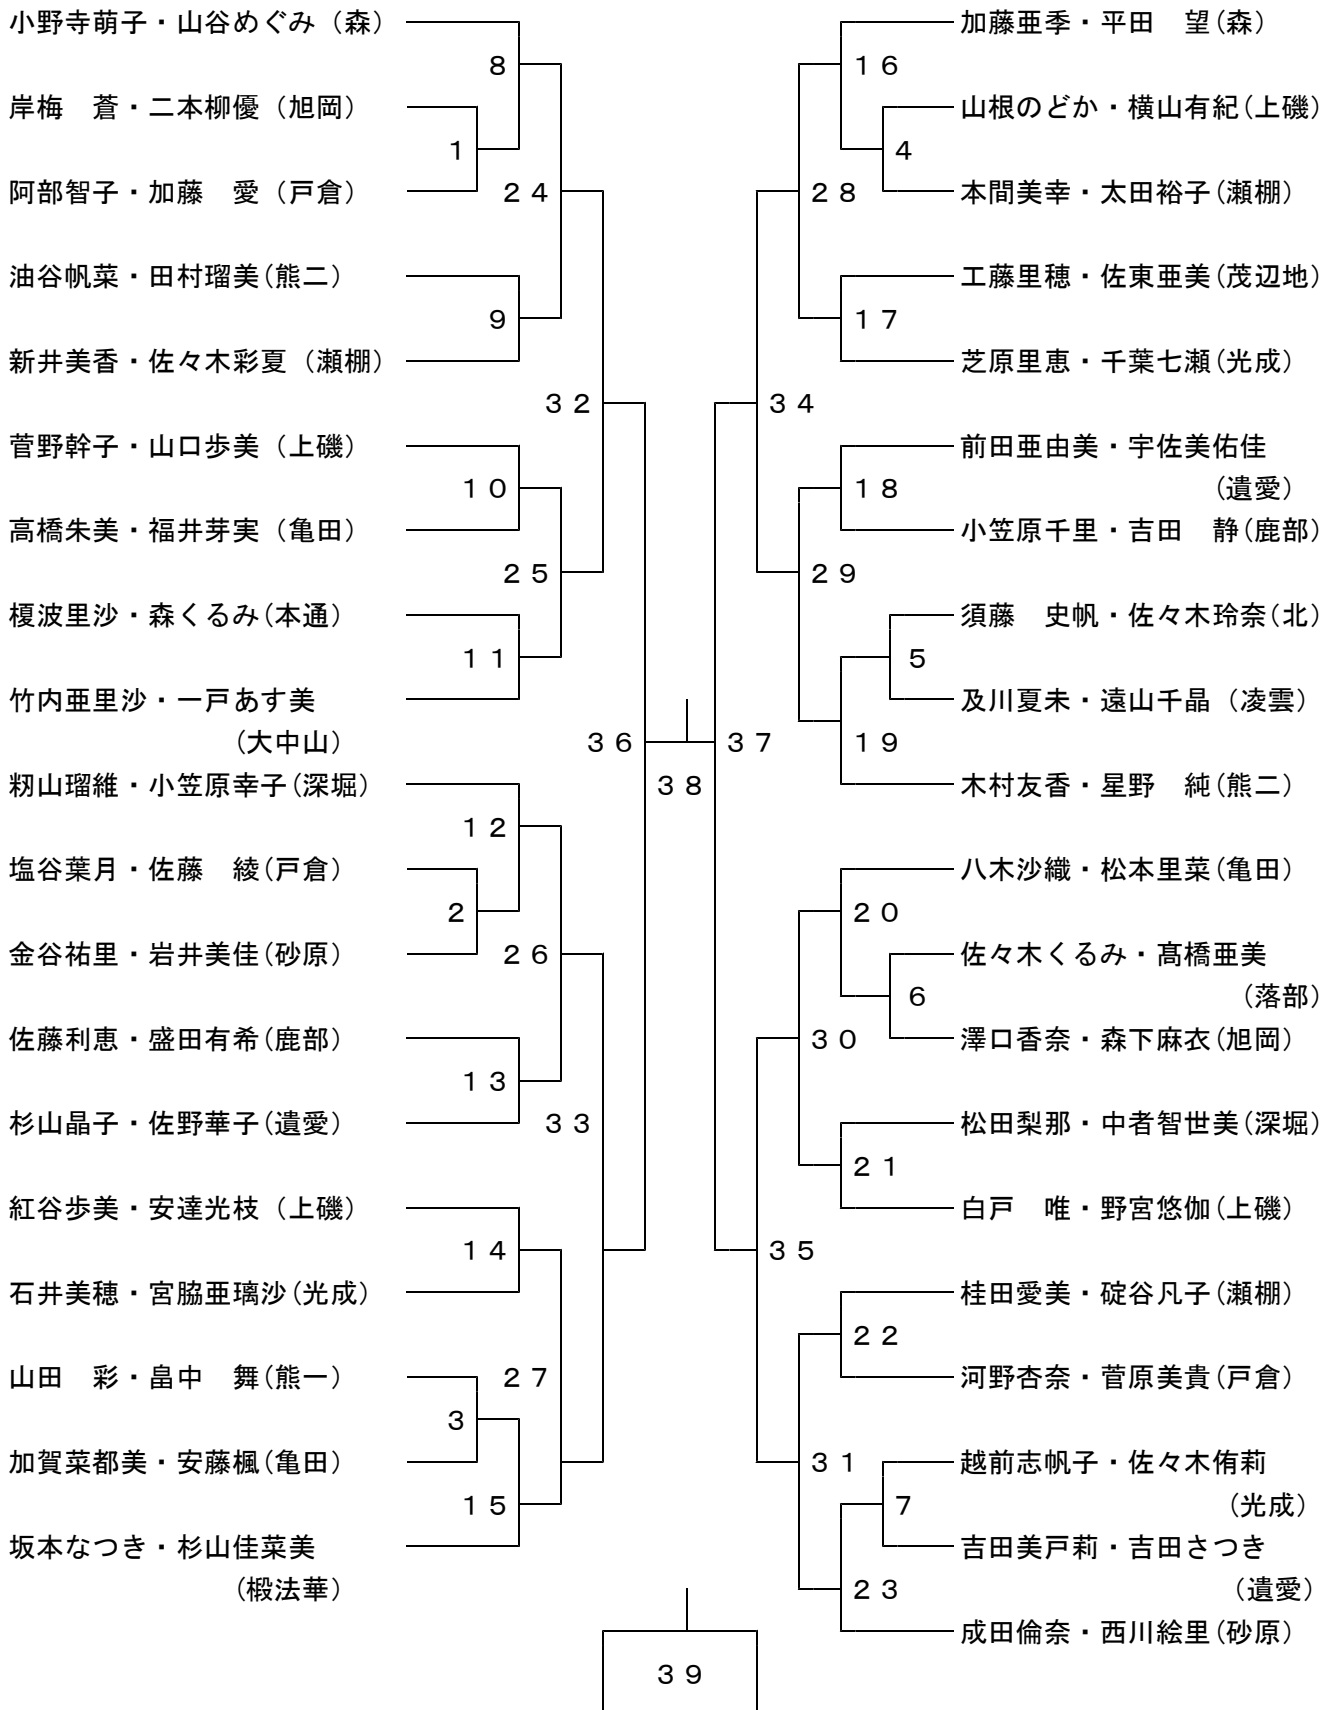 小野寺萌子・山谷めぐみ（森）
8
岸梅　蒼・二本柳優（旭岡）
1
阿部智子・加藤　愛（戸倉）
24
油谷帆菜・田村瑠美（熊二）
9
新井美香・佐々木彩夏（瀬棚）
32
菅野幹子・山口歩美（上磯）
10
高橋朱美・福井芽実（亀田）
25
榎波里沙・森くるみ（本通）
11
竹内亜里沙・一戸あす美
（大中山）
36
籾山瑠維・小笠原幸子（深堀）
12
塩谷葉月・佐藤　綾（戸倉）
2
金谷祐里・岩井美佳（砂原）
26
佐藤利恵・盛田有希（鹿部）
13
杉山晶子・佐野華子（遺愛）
33
紅谷歩美・安達光枝（上磯）
14
石井美穂・宮脇亜璃沙（光成）
山田　彩・畠中　舞（熊一）
27
3
加賀菜都美・安藤楓（亀田）
15
坂本なつき・杉山佳菜美
（椴法華）
38
39
加藤亜季・平田　望（森）
16
山根のどか・横山有紀（上磯）
4
本間美幸・太田裕子（瀬棚）
28
工藤里穂・佐東亜美（茂辺地）
17
芝原里恵・千葉七瀬（光成）
34
前田亜由美・宇佐美佑佳
（遺愛）
18
小笠原千里・吉田　静（鹿部）
29
須藤　史帆・佐々木玲奈（北）
5
及川夏未・遠山千晶（凌雲）
19
37
木村友香・星野　純（熊二）
八木沙織・松本里菜（亀田）
20
佐々木くるみ・髙橋亜美
（落部）
6
澤口香奈・森下麻衣（旭岡）
30
松田梨那・中者智世美（深堀）
21
白戸　唯・野宮悠伽（上磯）
35
桂田愛美・碇谷凡子（瀬棚）
22
河野杏奈・菅原美貴（戸倉）
31
越前志帆子・佐々木侑莉
（光成）
7
吉田美戸莉・吉田さつき
（遺愛）
23
成田倫奈・西川絵里（砂原）